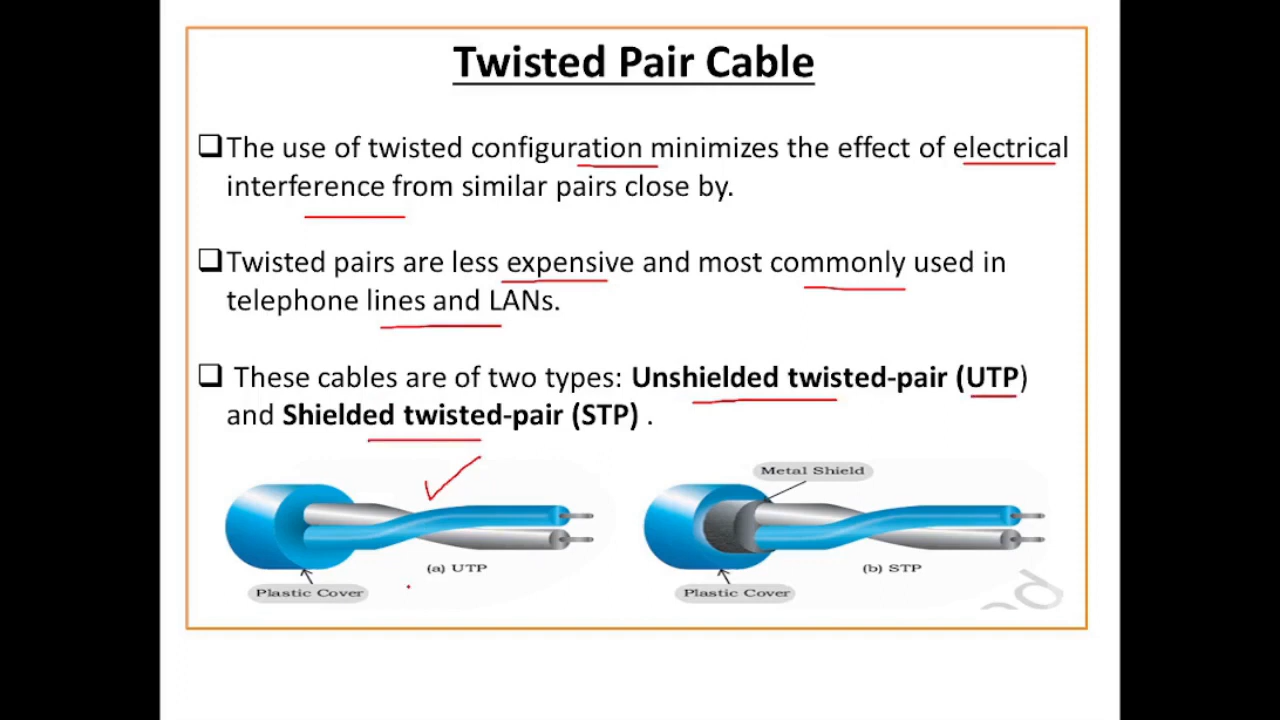 Twisted Pair Cable
❑The use of twisted configuration minimizes the effect of electrical
interference from similar pairs close by.
❑Twisted pairs are less expensive and most commonly used in
telephone lines and LANs.
❑ These cables are of two types: Unshielded twisted-pair (UTP)
and Shielded twisted-pair (STP) .
Metal Shield
(a) UTP
(b) STP
Plastic Cover
Plastic Cover